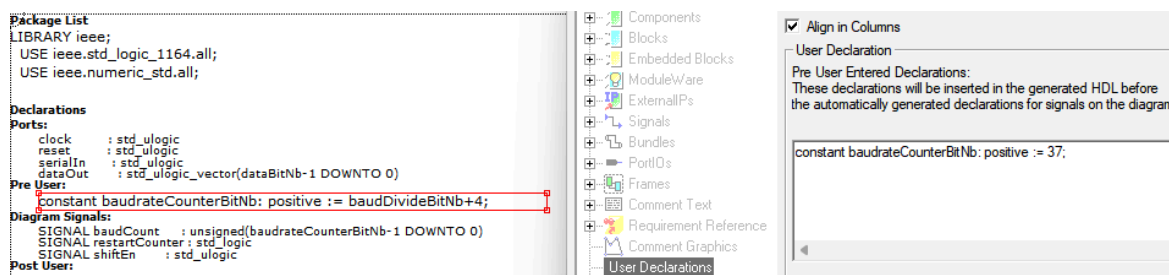 Package List
LIBRARY ieee;
USE ieee.std_logic_1164.all;
USE ieee.numeric_std.all;
Declarations
Ports:
clock : std_ulogic
reset : std_ulogic
serialIn : std_ulogic
dataOut : std_ulogic_vector(dataBitNb-1 DOWNTO 0)
Pre User:
constant baudrateCounterBitNb: positive := baudDivideBitNb+4;
Diagram Signals:
SIGNAL baudCount : unsigned(baudrateCounterBitNb-1 DOWNTO 0)
SIGNAL restartCounter : std_logic
SIGNAL shiftEn : std_ulogic
Post User:
Components
Blocks
Embedded Blocks
ModuleWare
ExternalIPs
Signals
Bundles
PortIOs
Frames
Comment Text
Requirement Reference
Comment Graphics
User Declarations
Align in Columns
User Declaration
Pre User Entered Declarations:
These declarations will be inserted in the generated HDL before
the automatically generated declarations for signals on the diagram
constant baudrateCounterBitNb: positive := 37;